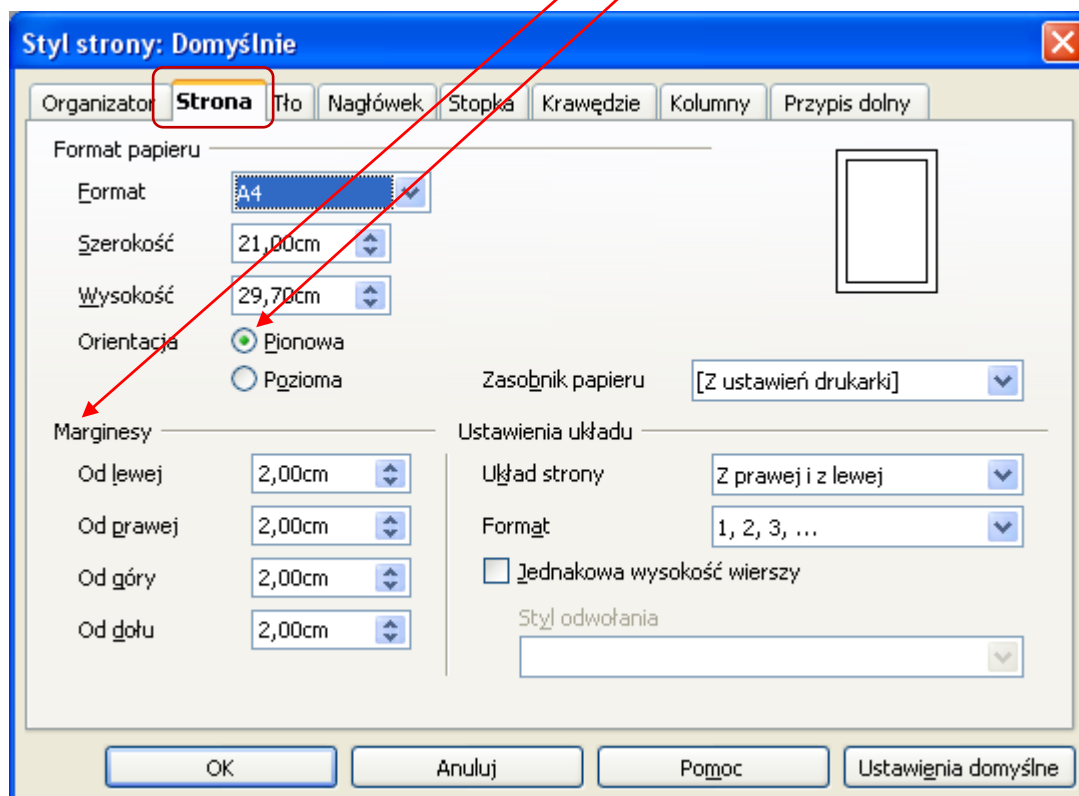 Styl strony: Domyślnie
Organizator Strona Tło Nagłówek Stopka Krawędzie Kolumny Przypis dolny
Format papieru
Format A4
Szerokość 21,00cm
Wysokość 29,70cm
Orientacja Pionowa
Pozioma Zasobnik papieru [Z ustawień drukarki]
Marginesy Ustawienia układu
Od lewej 2,00cm Układ strony Z prawej i z lewej
Od prawej 2,00cm Format 1, 2, 3, ...
Od góry 2,00cm Jednakowa wysokość wierszy
Od dołu 2,00cm Styl odwołania
OK Anuluj Pomoc Ustawienia domyślne